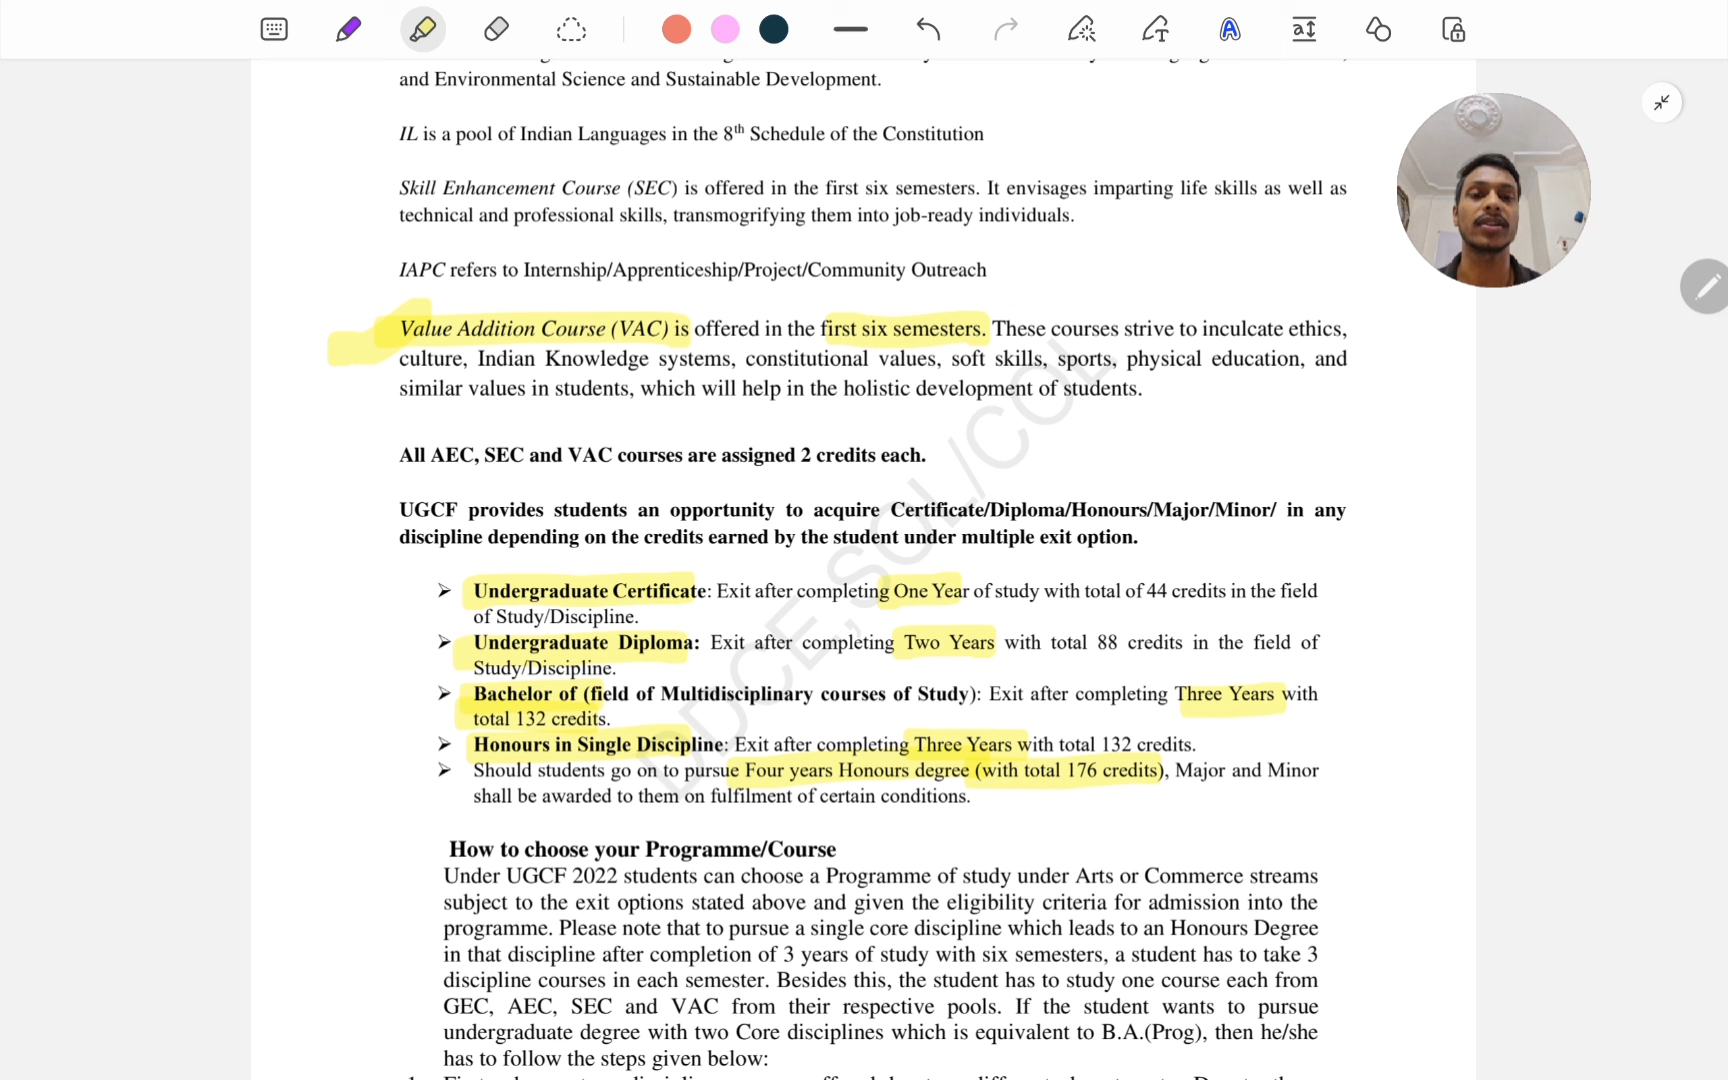 and Environmental Science and Sustainable Development.
IL is a pool of Indian Languages in the 8th Schedule of the Constitution
Skill Enhancement Course (SEC) is offered in the first six semesters. It envisages imparting life skills as well as
technical and professional skills, transmogrifying them into job-ready individuals.
IAPC refers to Internship/Apprenticeship/Project/Community Outreach
Value Addition Course (VAC) is offered in the first six semesters. These courses strive to inculcate ethics,
culture, Indian Knowledge systems, constitutional values, soft skills, sports, physical education, and
similar values in students, which will help in the holistic development of students.
All AEC, SEC and VAC courses are assigned 2 credits each.
UGCF provides students an opportunity to acquire Certificate/Diploma/Honours/Major/Minor/ in any
discipline depending on the credits earned by the student under multiple exit option.
➢ Undergraduate Certificate: Exit after completing One Year of study with total of 44 credits in the field
of Study/Discipline.
➢ Undergraduate Diploma: Exit after completing Two Years with total 88 credits in the field of
Study/Discipline.
➢ Bachelor of (field of Multidisciplinary courses of Study): Exit after completing Three Years with
total 132 credits.
➢ Honours in Single Discipline: Exit after completing Three Years with total 132 credits.
➢ Should students go on to pursue Four years Honours degree (with total 176 credits), Major and Minor
shall be awarded to them on fulfilment of certain conditions.
How to choose your Programme/Course
Under UGCF 2022 students can choose a Programme of study under Arts or Commerce streams
subject to the exit options stated above and given the eligibility criteria for admission into the
programme. Please note that to pursue a single core discipline which leads to an Honours Degree
in that discipline after completion of 3 years of study with six semesters, a student has to take 3
discipline courses in each semester. Besides this, the student has to study one course each from
GEC, AEC, SEC and VAC from their respective pools. If the student wants to pursue
undergraduate degree with two Core disciplines which is equivalent to B.A.(Prog), then he/she
has to follow the steps given below:
DDCE,SOL/COL